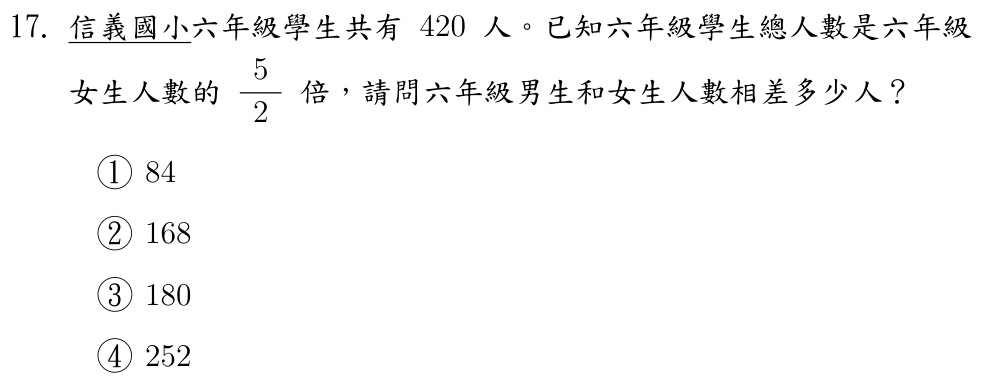 17. 信義國小六年級學生共有 420 人。已知六年級學生總人數是六年級
女生人數的 5/2 倍，請問六年級男生和女生人數相差多少人？
① 84
② 168
③ 180
④ 252